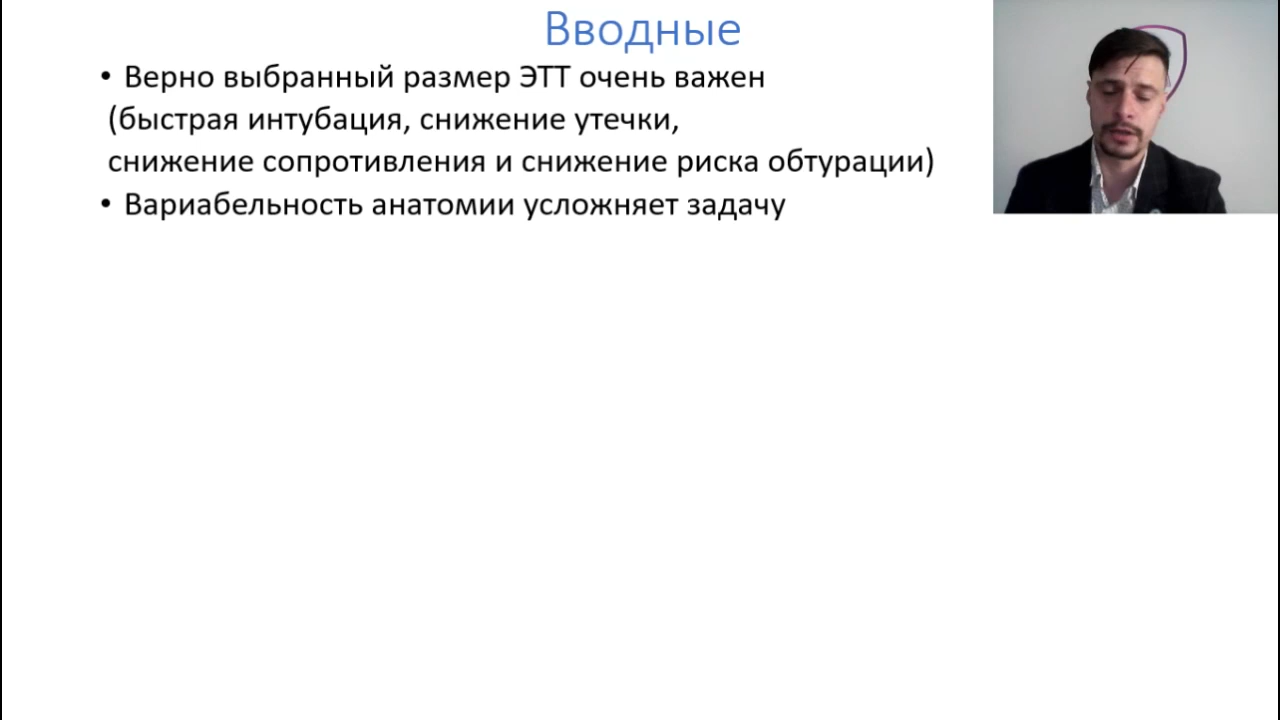 Вводные
• Верно выбранный размер ЭТТ очень важен
(быстрая интубация, снижение утечки,
снижение сопротивления и снижение риска обтурации)
• Вариабельность анатомии усложняет задачу